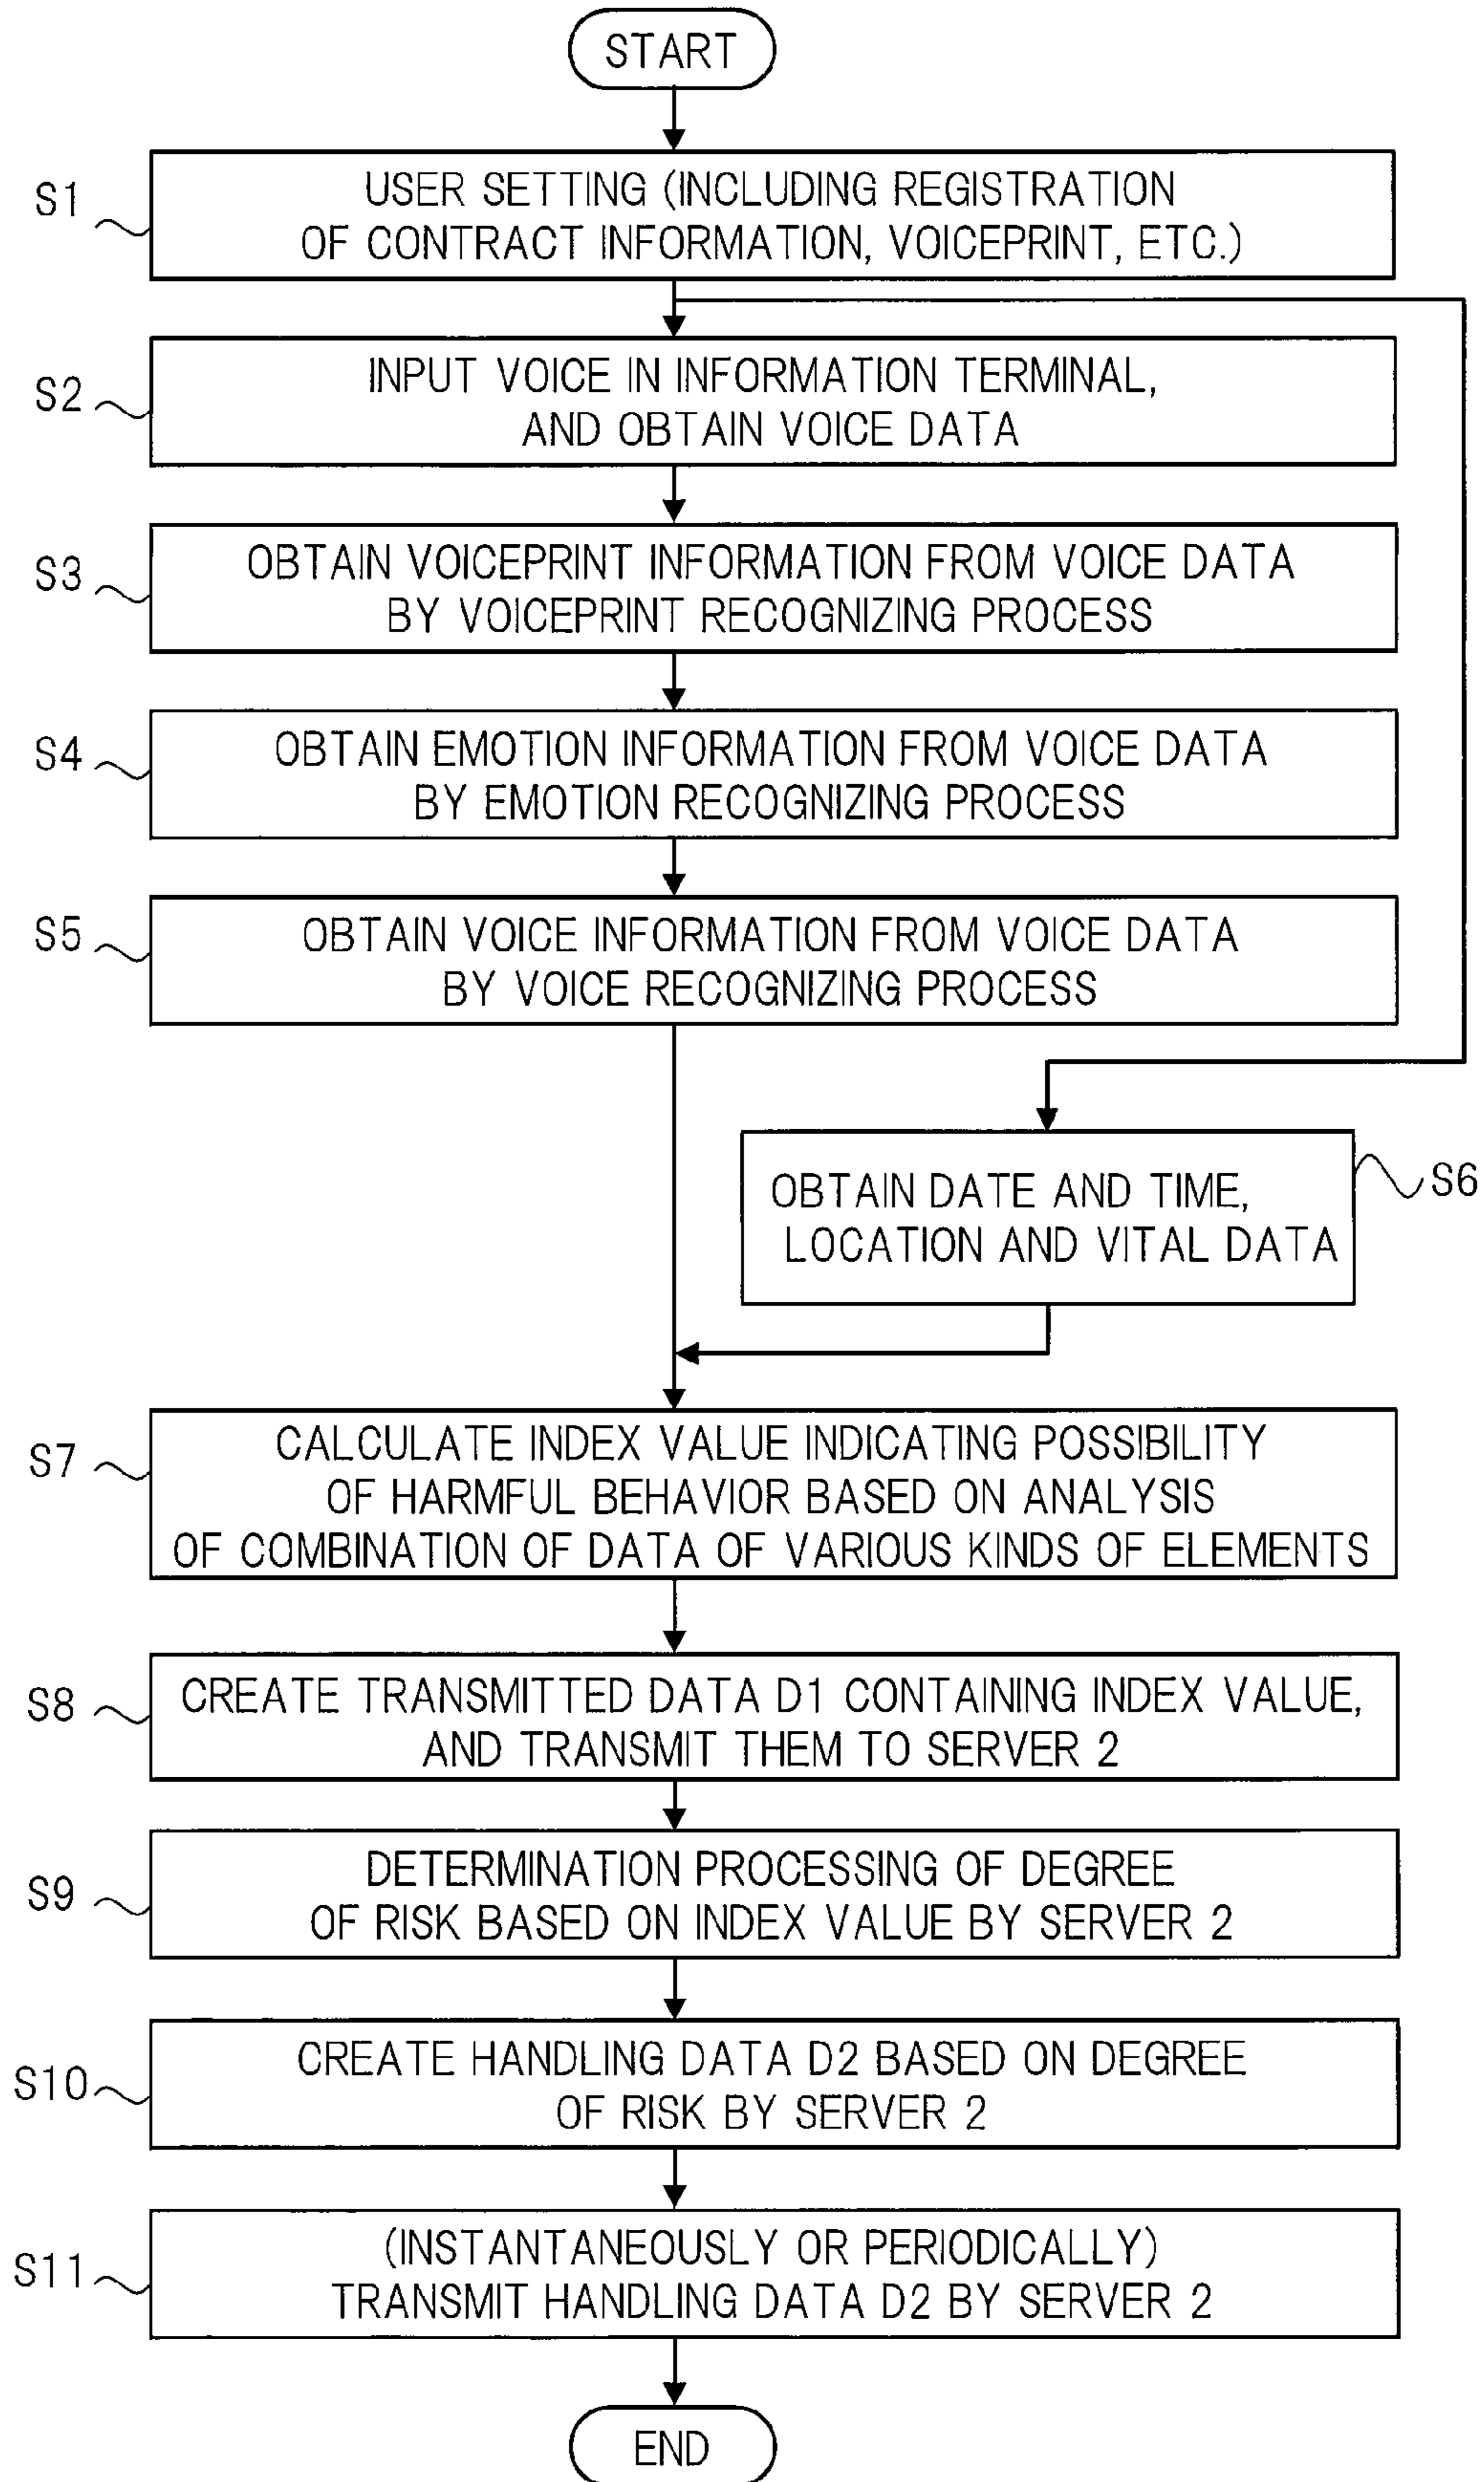 START
S1
USER SETTING (INCLUDING REGISTRATION
OF CONTRACT INFORMATION, VOICEPRINT, ETC.)
S2
INPUT VOICE IN INFORMATION TERMINAL,
AND OBTAIN VOICE DATA
S3
OBTAIN VOICEPRINT INFORMATION FROM VOICE DATA
BY VOICEPRINT RECOGNIZING PROCESS
S4
OBTAIN EMOTION INFORMATION FROM VOICE DATA
BY EMOTION RECOGNIZING PROCESS
S5
OBTAIN VOICE INFORMATION FROM VOICE DATA
BY VOICE RECOGNIZING PROCESS
OBTAIN DATE AND TIME,
LOCATION AND VITAL DATA
S6
S7
CALCULATE INDEX VALUE INDICATING POSSIBILITY
OF HARMFUL BEHAVIOR BASED ON ANALYSIS
OF COMBINATION OF DATA OF VARIOUS KINDS OF ELEMENTS
S8
CREATE TRANSMITTED DATA D1 CONTAINING INDEX VALUE,
AND TRANSMIT THEM TO SERVER 2
S9
DETERMINATION PROCESSING OF DEGREE
OF RISK BASED ON INDEX VALUE BY SERVER 2
S10
CREATE HANDLING DATA D2 BASED ON DEGREE
OF RISK BY SERVER 2
S11
(INSTANTANEOUSLY OR PERIODICALLY)
TRANSMIT HANDLING DATA D2 BY SERVER 2
END